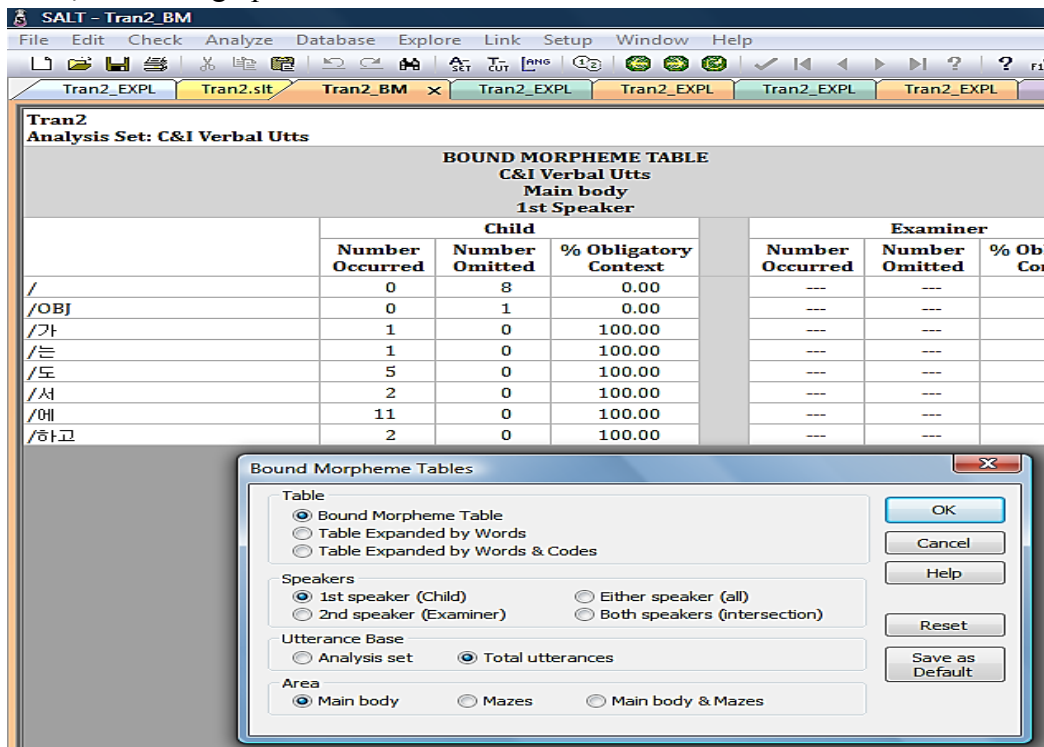 SALT - Tran2_BM
File Edit Check Analyze Database Explore Link Setup Window Help
Tran2_EXPL Tran2.slt Tran2_BM x Tran2_EXPL Tran2_EXPL Tran2_EXPL Tran2_EXPL
Tran2
Analysis Set: C&I Verbal Utts
BOUND MORPHEME TABLE
C&I Verbal Utts
Main body
1st Speaker
Child Examiner
Number Occurred Number Omitted % Obligatory Context Number Occurred Number Omitted
/ 0 8 0.00 --- ---
/OBJ 0 1 0.00 --- ---
/가 1 0 100.00 --- ---
/는 1 0 100.00 --- ---
/도 5 0 100.00 --- ---
/서 2 0 100.00 --- ---
/에 11 0 100.00 --- ---
/하고 2 0 100.00 --- ---
Bound Morpheme Tables
Table
Bound Morpheme Table
Table Expanded by Words
Table Expanded by Words & Codes
Speakers
1st speaker (Child) Either speaker (all)
2nd speaker (Examiner) Both speakers (intersection)
Utterance Base
Analysis set Total utterances
Area
Main body Mazes Main body & Mazes
OK
Cancel
Help
Reset
Save as Default